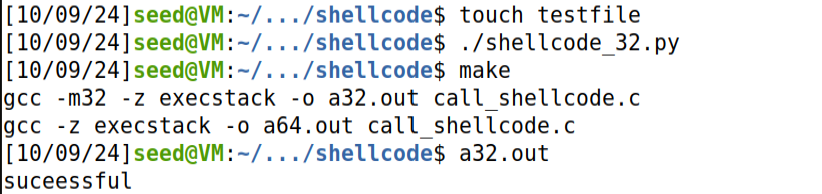 [10/09/24]seed@VM:~/.../shellcode$ touch testfile
[10/09/24]seed@VM:~/.../shellcode$ ./shellcode_32.py
[10/09/24]seed@VM:~/.../shellcode$ make
gcc -m32 -z execstack -o a32.out call_shellcode.c
gcc -z execstack -o a64.out call_shellcode.c
[10/09/24]seed@VM:~/.../shellcode$ a32.out
suceessful